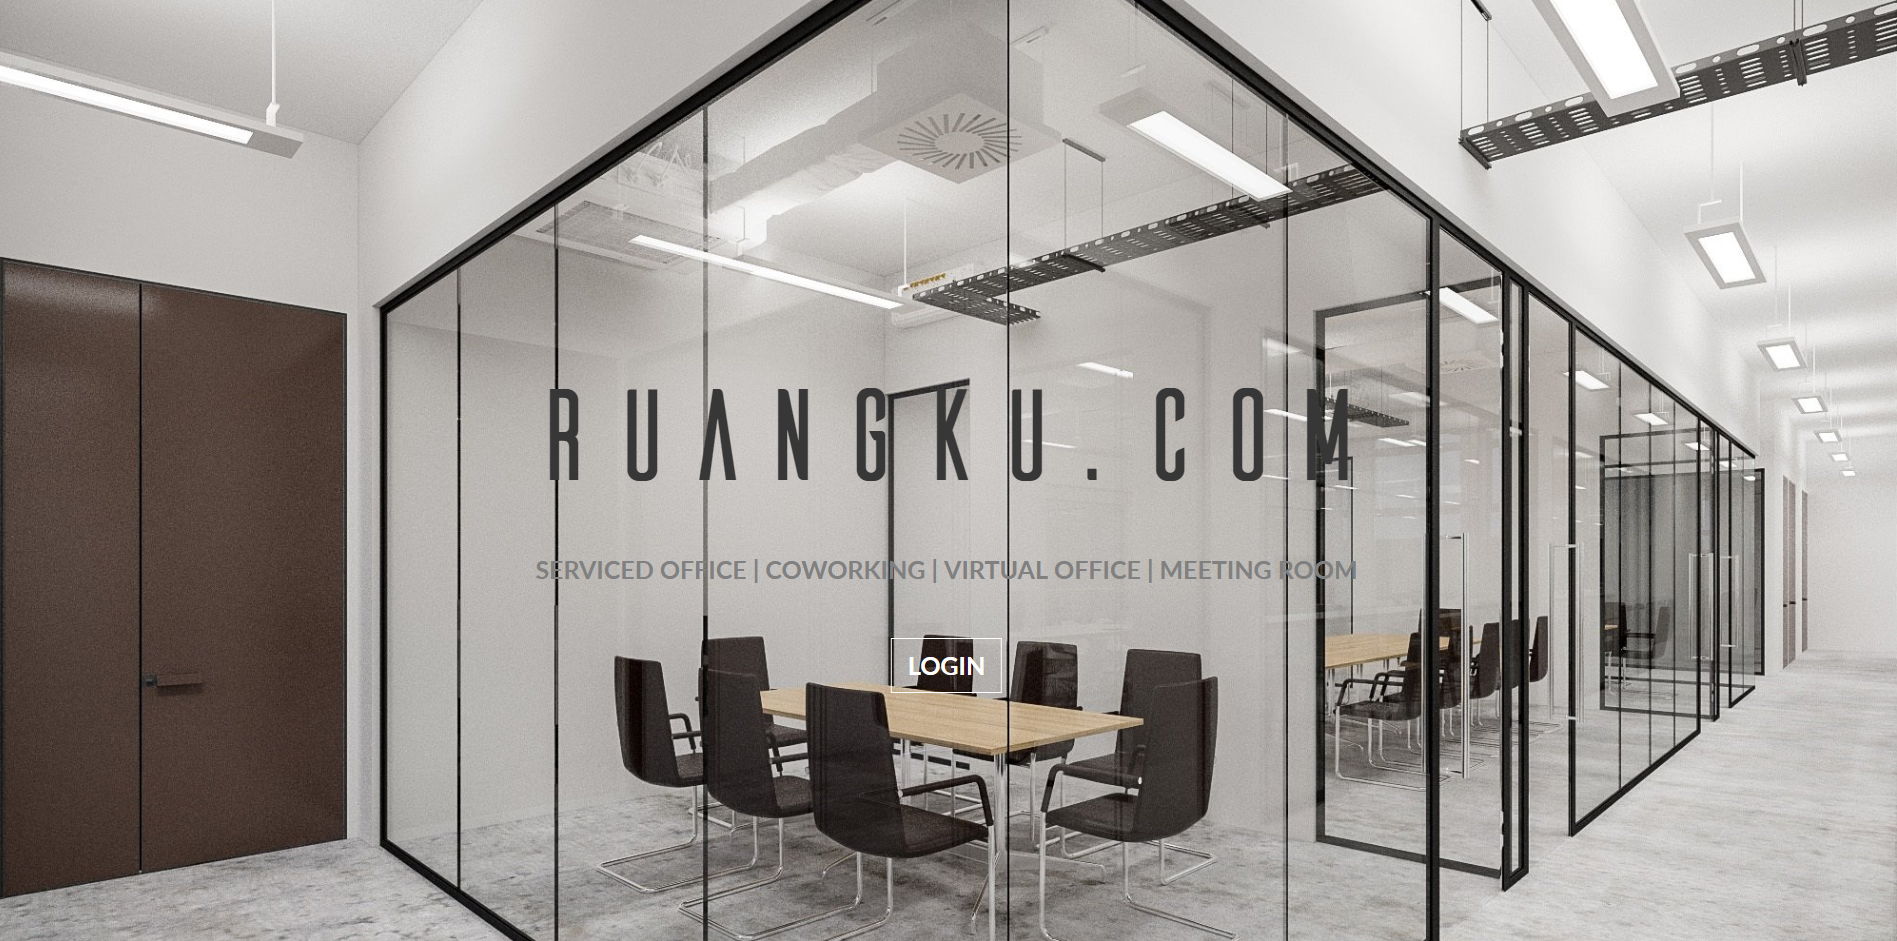 RUANGKU.COM
SERVICED OFFICE | COWORKING | VIRTUAL OFFICE | MEETING ROOM
LOGIN